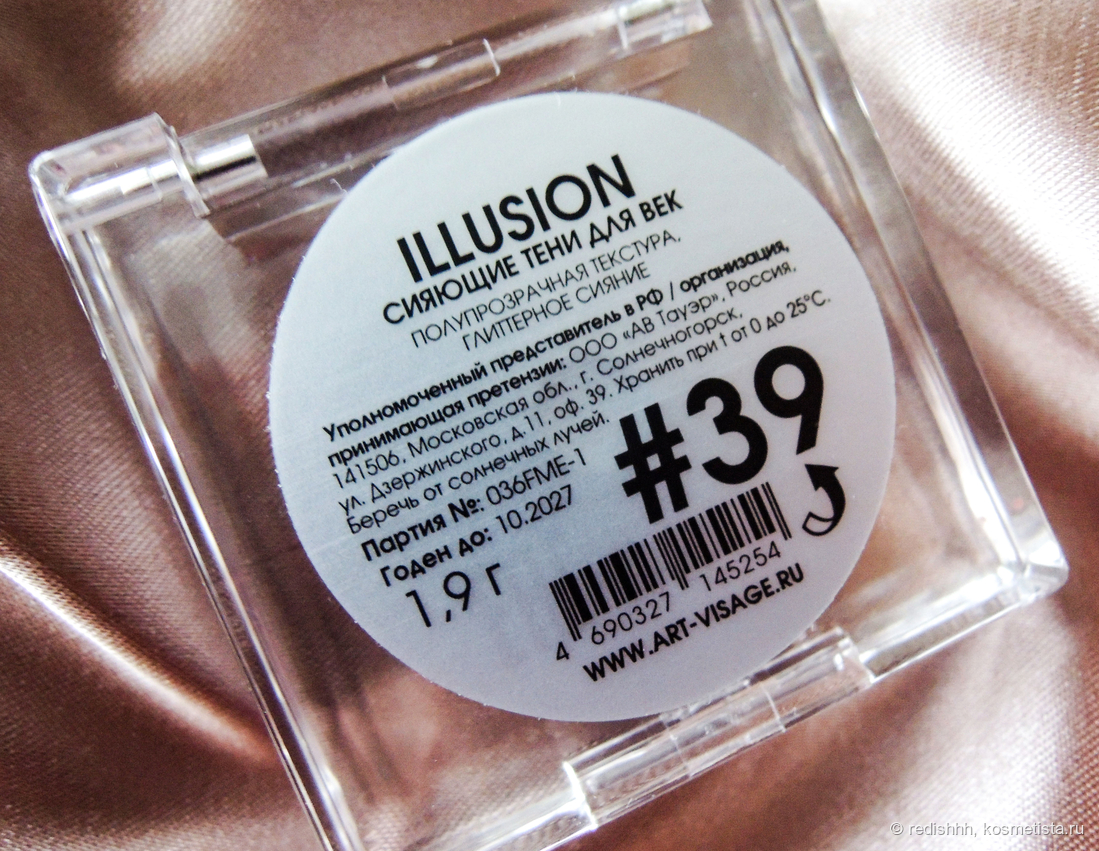 ILLUSION
СИЯЮЩИЕ ТЕНИ ДЛЯ ВЕК
ПОЛУПРОЗРАЧНАЯ ТЕКСТУРА,
ГЛИТТЕРНОЕ СИЯНИЕ
Уполномоченный представитель в РФ / организация,
принимающая претензии: ООО «АВ Тауэр», Россия,
141506, Московская обл., г. Солнечногорск,
ул. Дзержинского, д.11, оф. 39. Хранить при t от 0 до 25°C.
Беречь от солнечных лучей.
Партия №: 036FME-1
Годен до: 10.2027
1,9 г
#39
4 690327 145254
WWW.ART-VISAGE.RU
© redishhh, kosmetista.ru